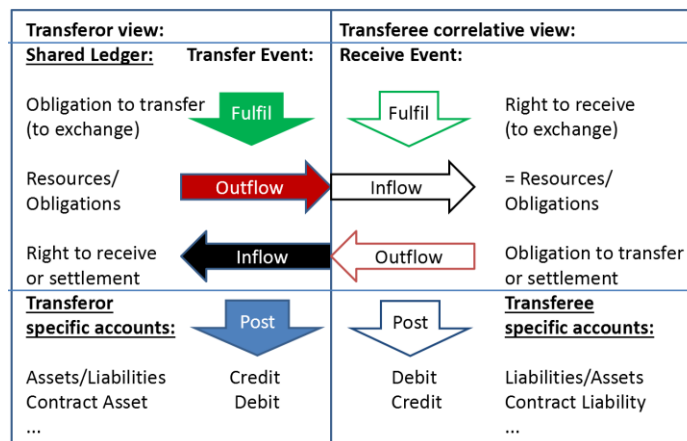 Transferor view: Transferee correlative view:
Shared Ledger: Transfer Event: Receive Event:
Obligation to transfer Fulfil Fulfil Right to receive
(to exchange) (to exchange)
Resources/ Outflow Inflow = Resources/
Obligations Obligations
Right to receive Inflow Outflow Obligation to transfer
or settlement or settlement
Transferor Post Post Transferee
specific accounts: specific accounts:
Assets/Liabilities Credit Debit Liabilities/Assets
Contract Asset Debit Credit Contract Liability
... ...